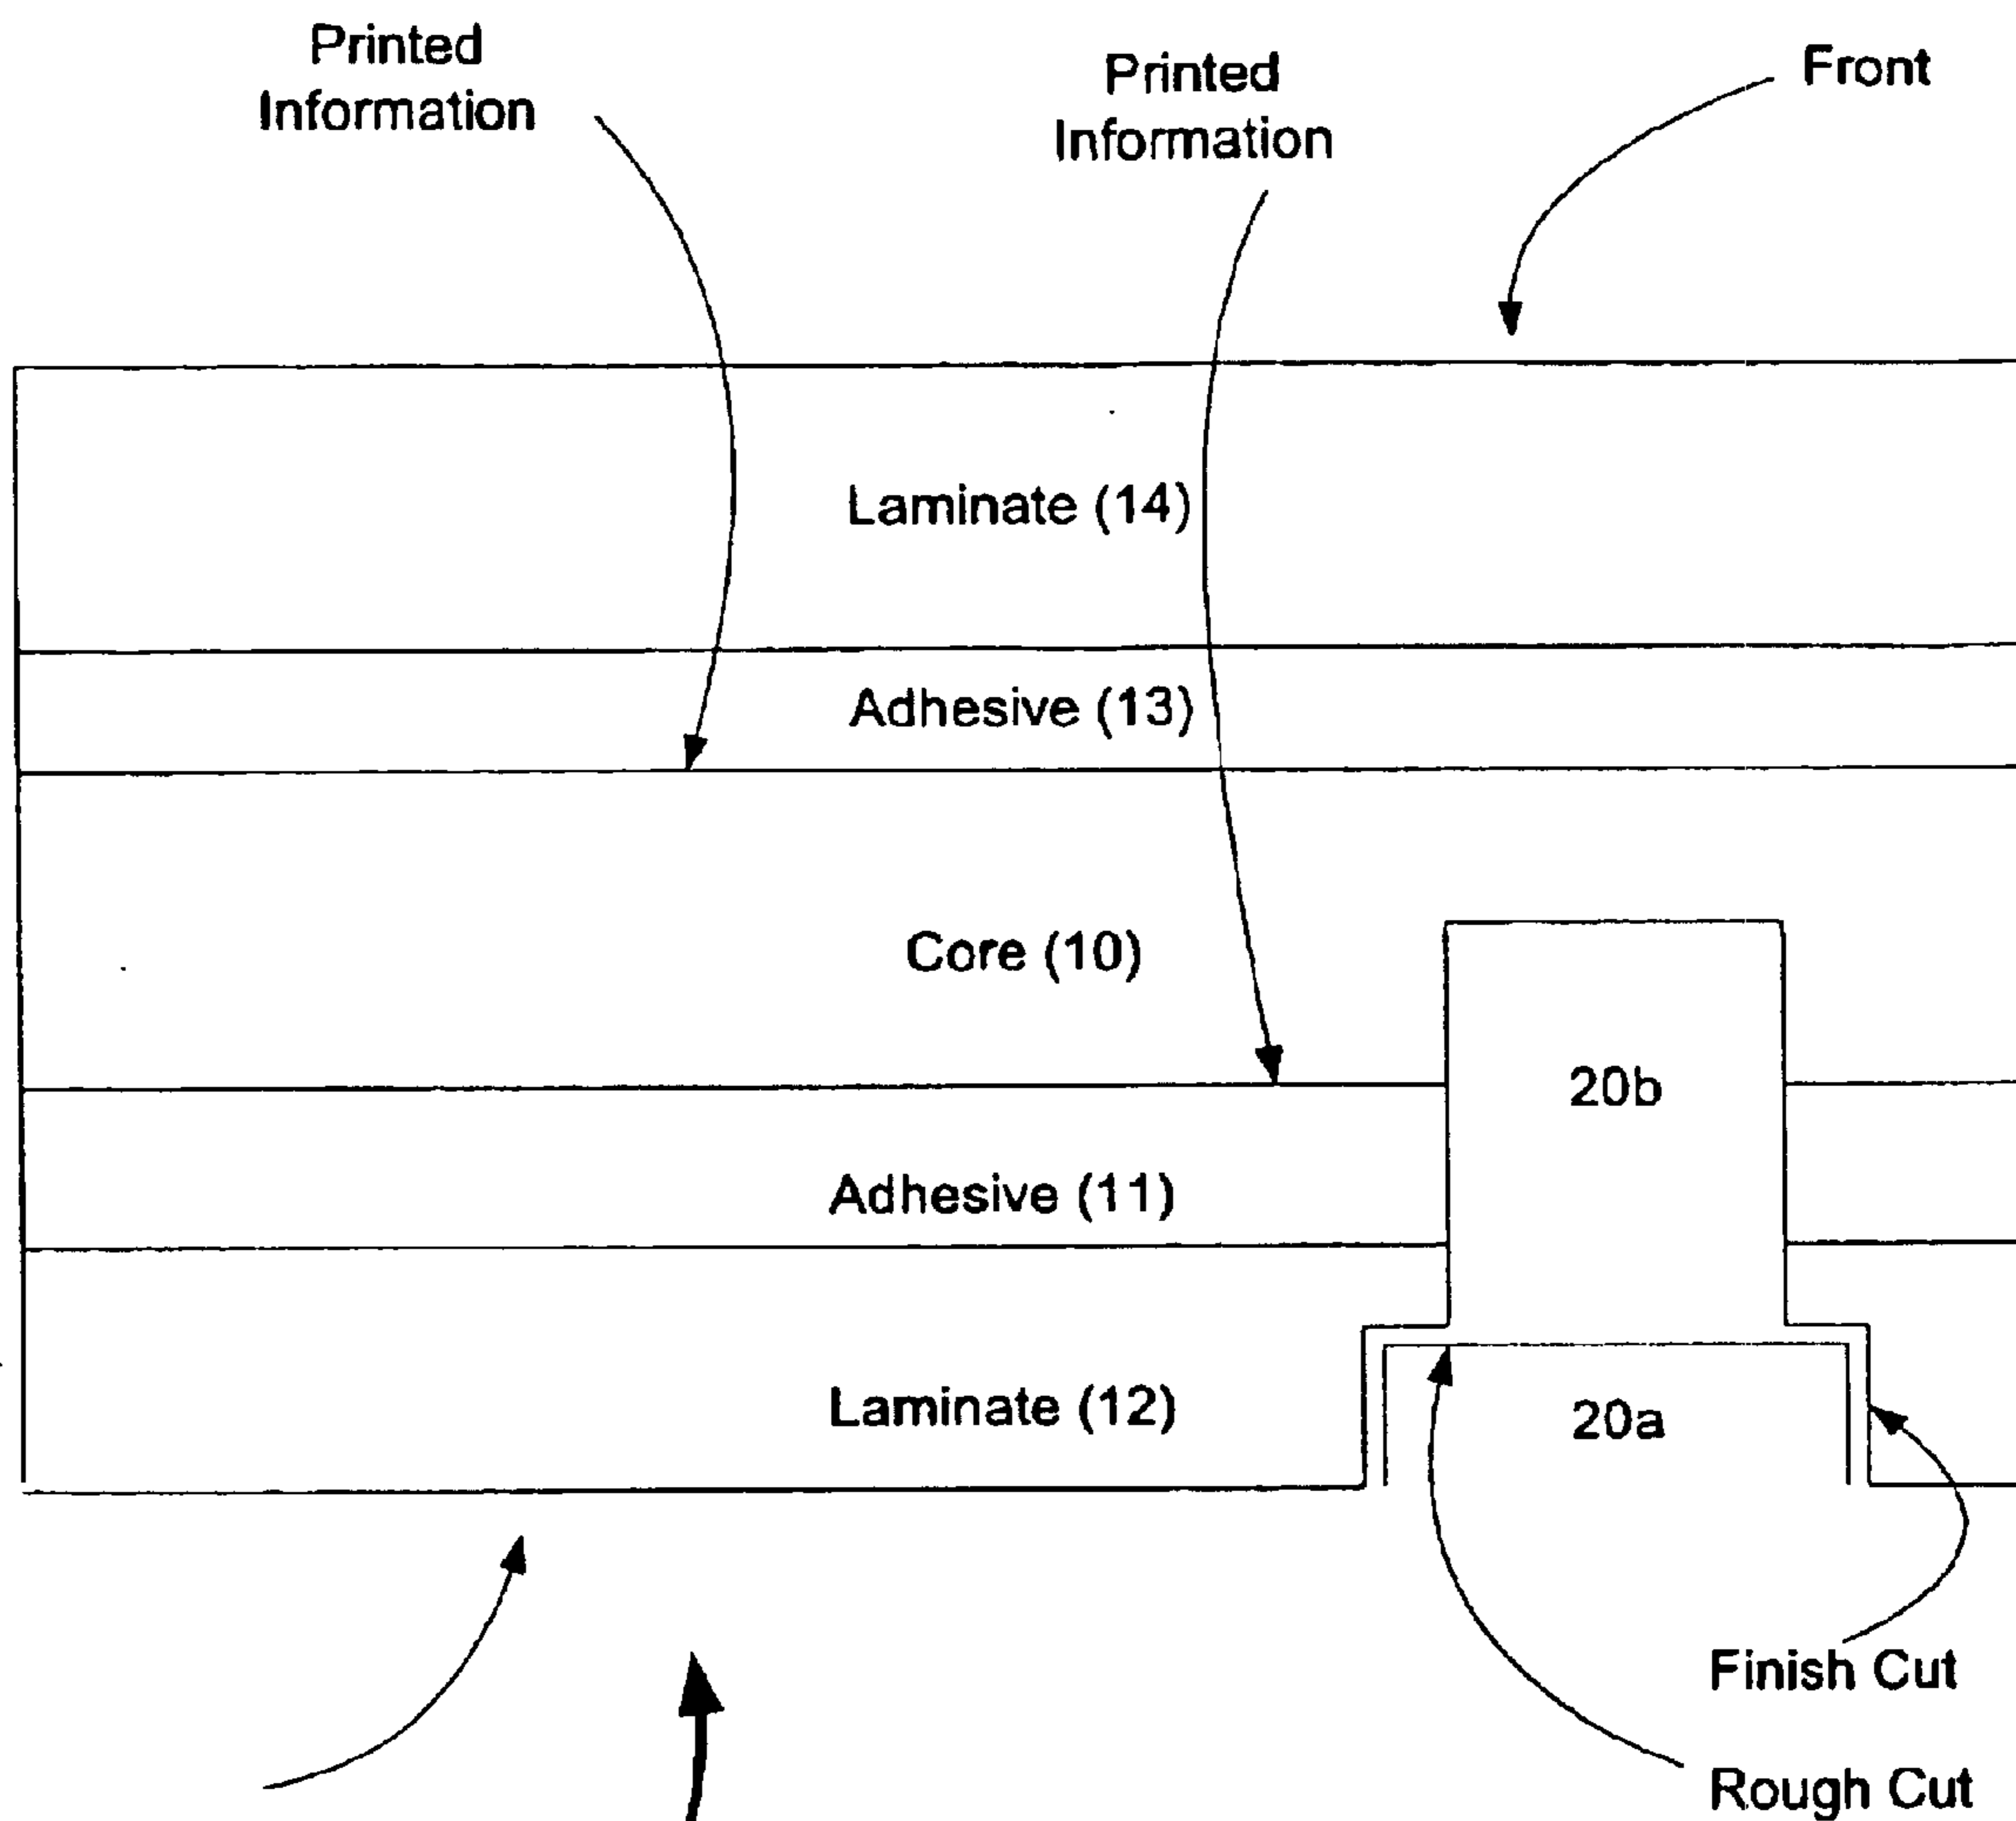 Printed
Information
Printed
Information
Front
Laminate (14)
Adhesive (13)
Core (10)
20b
Adhesive (11)
Laminate (12)
20a
Finish Cut
Rough Cut